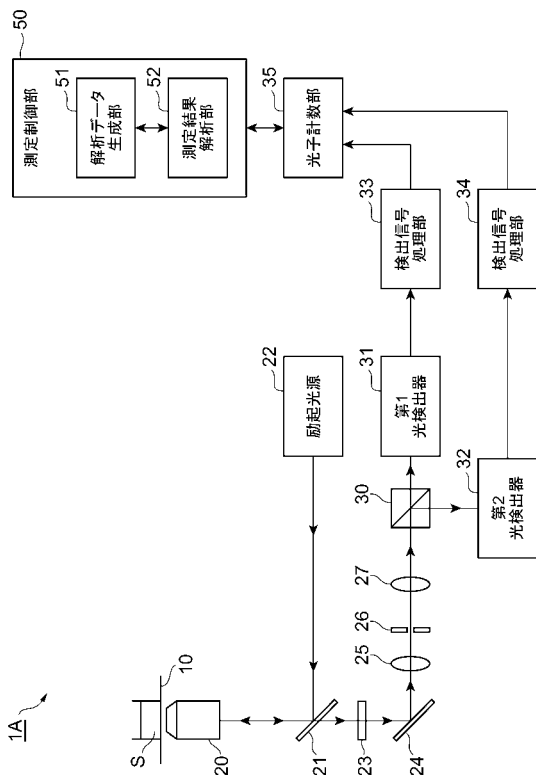 1A
S
10
20
21
22
励起光源
23
24
25
26
27
30
31
第1
光検出器
32
第2
光検出器
33
検出信号
処理部
34
検出信号
処理部
35
光子計数部
50
測定制御部
51
解析データ
生成部
52
測定結果
解析部